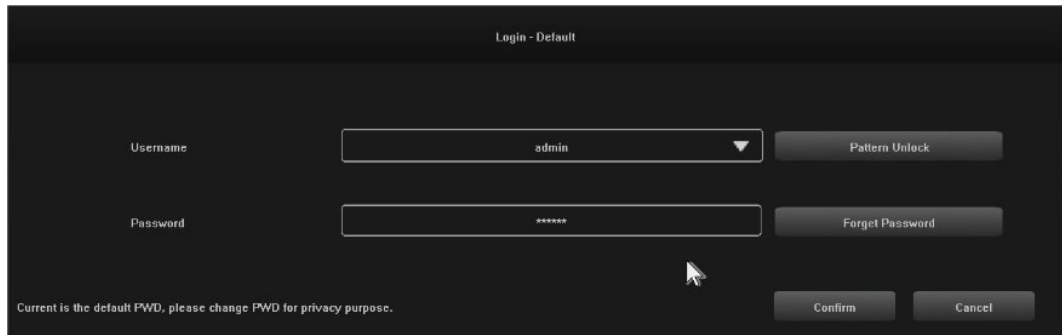 Login - Default
Username admin Pattern Unlock
Password ****** Forget Password
Current is the default PWD, please change PWD for privacy purpose. Confirm Cancel